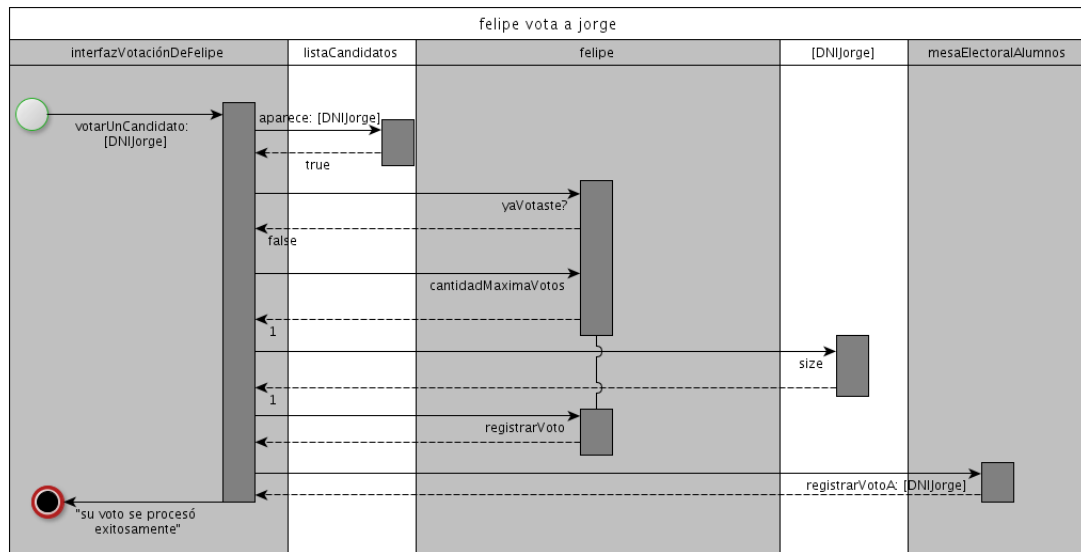 felipe vota a jorge
interfazVotaciónDeFelipe
listaCandidatos
felipe
[DNIJorge]
mesaElectoralAlumnos
votarUnCandidato:
[DNIJorge]
aparece: [DNIJorge]
true
yaVotaste?
false
cantidadMaximaVotos
1
size
1
registrarVoto
registrarVotoA: [DNIJorge]
"su voto se procesó
exitosamente"